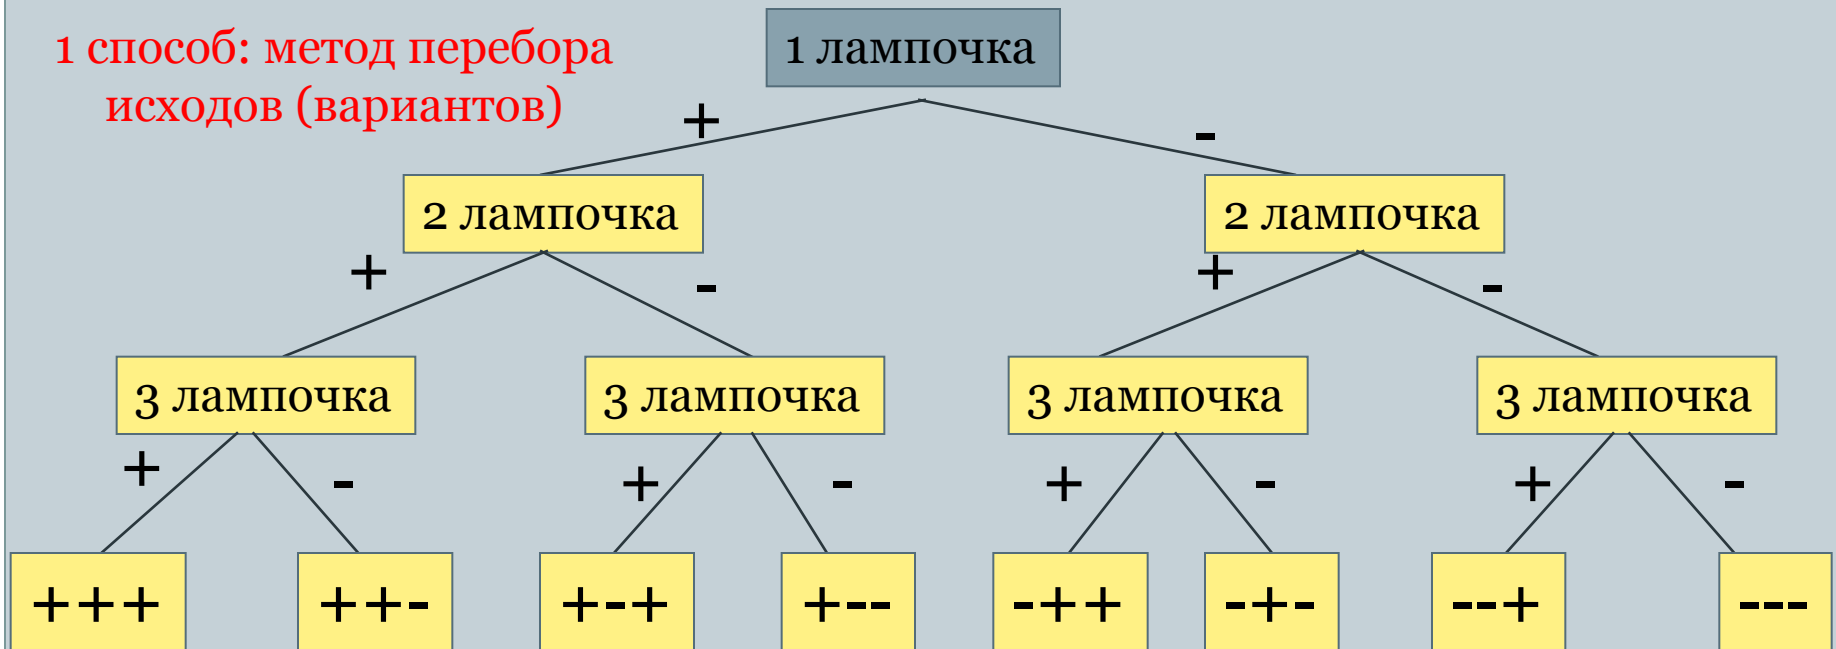 1 способ: метод перебора
исходов (вариантов)
1 лампочка
+ -
2 лампочка 2 лампочка
+ - + -
3 лампочка 3 лампочка 3 лампочка 3 лампочка
+ - + - + - + -
+++ ++- +-+ +-- -++ -+- --+ ---